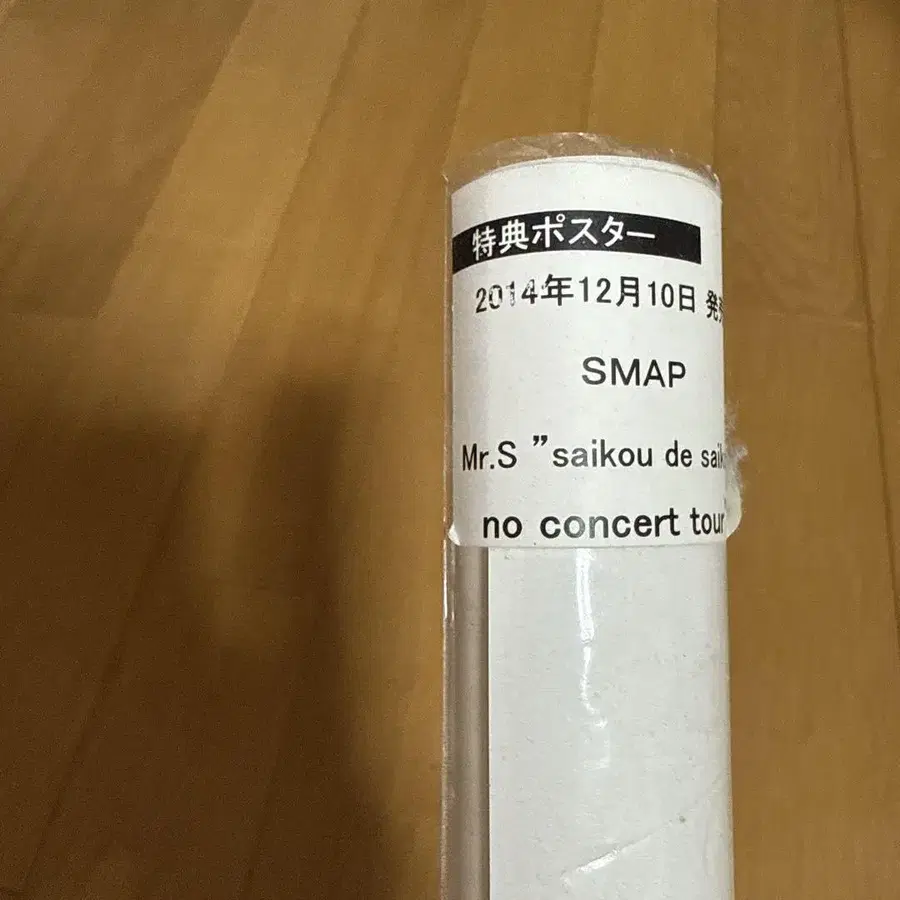 特典ポスター
2014年12月10日 発
SMAP
Mr.S ”saikou de
no concert tour